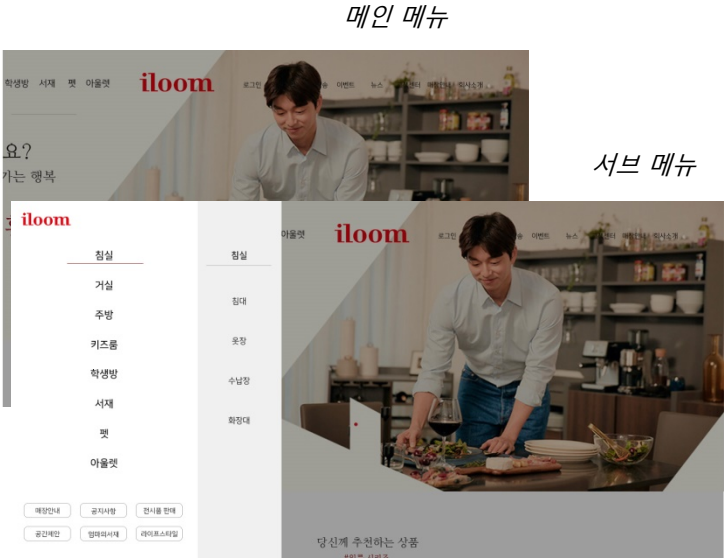 메인 메뉴
학생방 서재 펫 아울렛
iloom
로그인 이벤트 뉴스
요?
가는 행복
서브 메뉴
iloom
침실
거실
주방
키즈룸
학생방
서재
펫
아울렛
매장안내 공지사항 전시품 판매
공간제안 엄마의서재 라이프스타일
침실
침대
옷장
수납장
화장대
아울렛
iloom
로그인 이벤트 뉴스
당신께 추천하는 상품